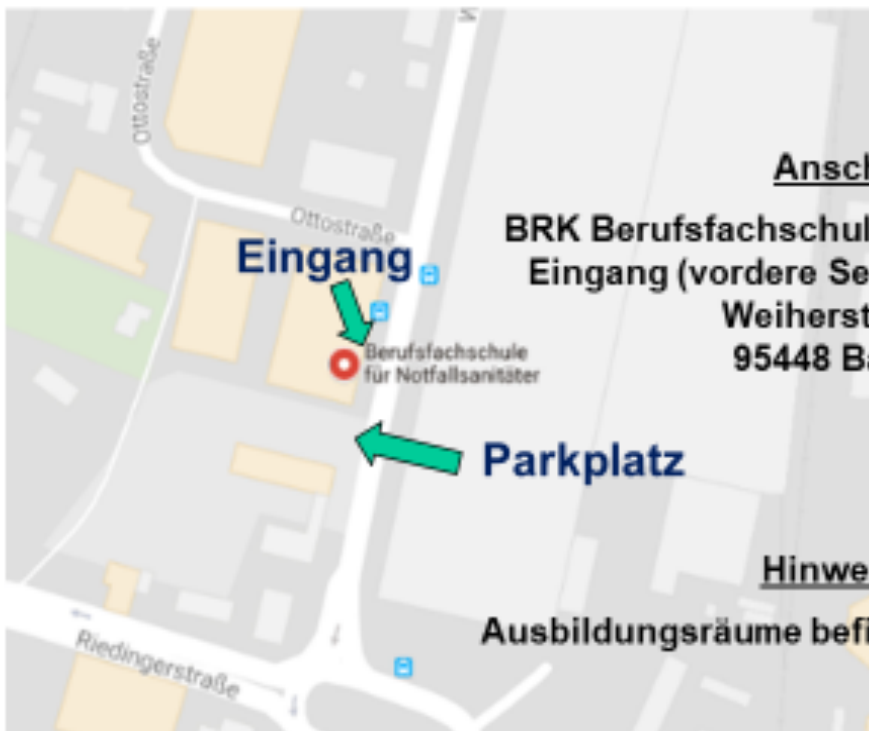 Ottostraße
Ottostraße
Eingang
Berufsfachschule
für Notfallsanitäter
Parkplatz
Riedingerstraße
Ansch
BRK Berufsfachschul
Eingang (vordere Se
Weiherst
95448 Ba
Hinwe
Ausbildungsräume befi